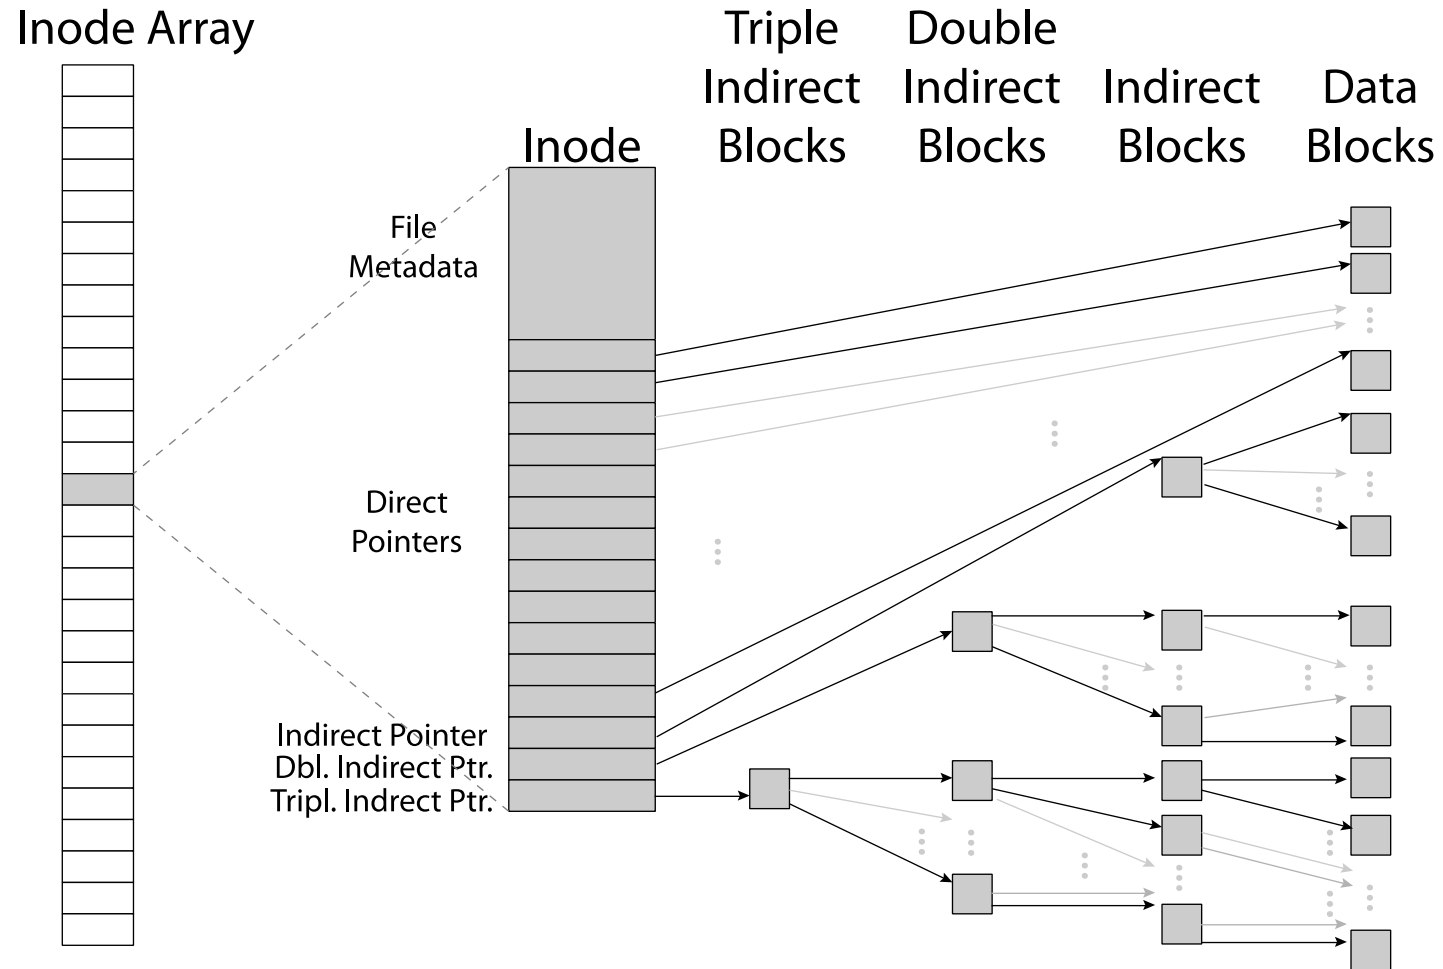 Inode Array
Triple
Indirect
Blocks
Double
Indirect
Blocks
Indirect
Blocks
Data
Blocks
Inode
File
Metadata
Direct
Pointers
Indirect Pointer
Dbl. Indirect Ptr.
Tripl. Indirect Ptr.